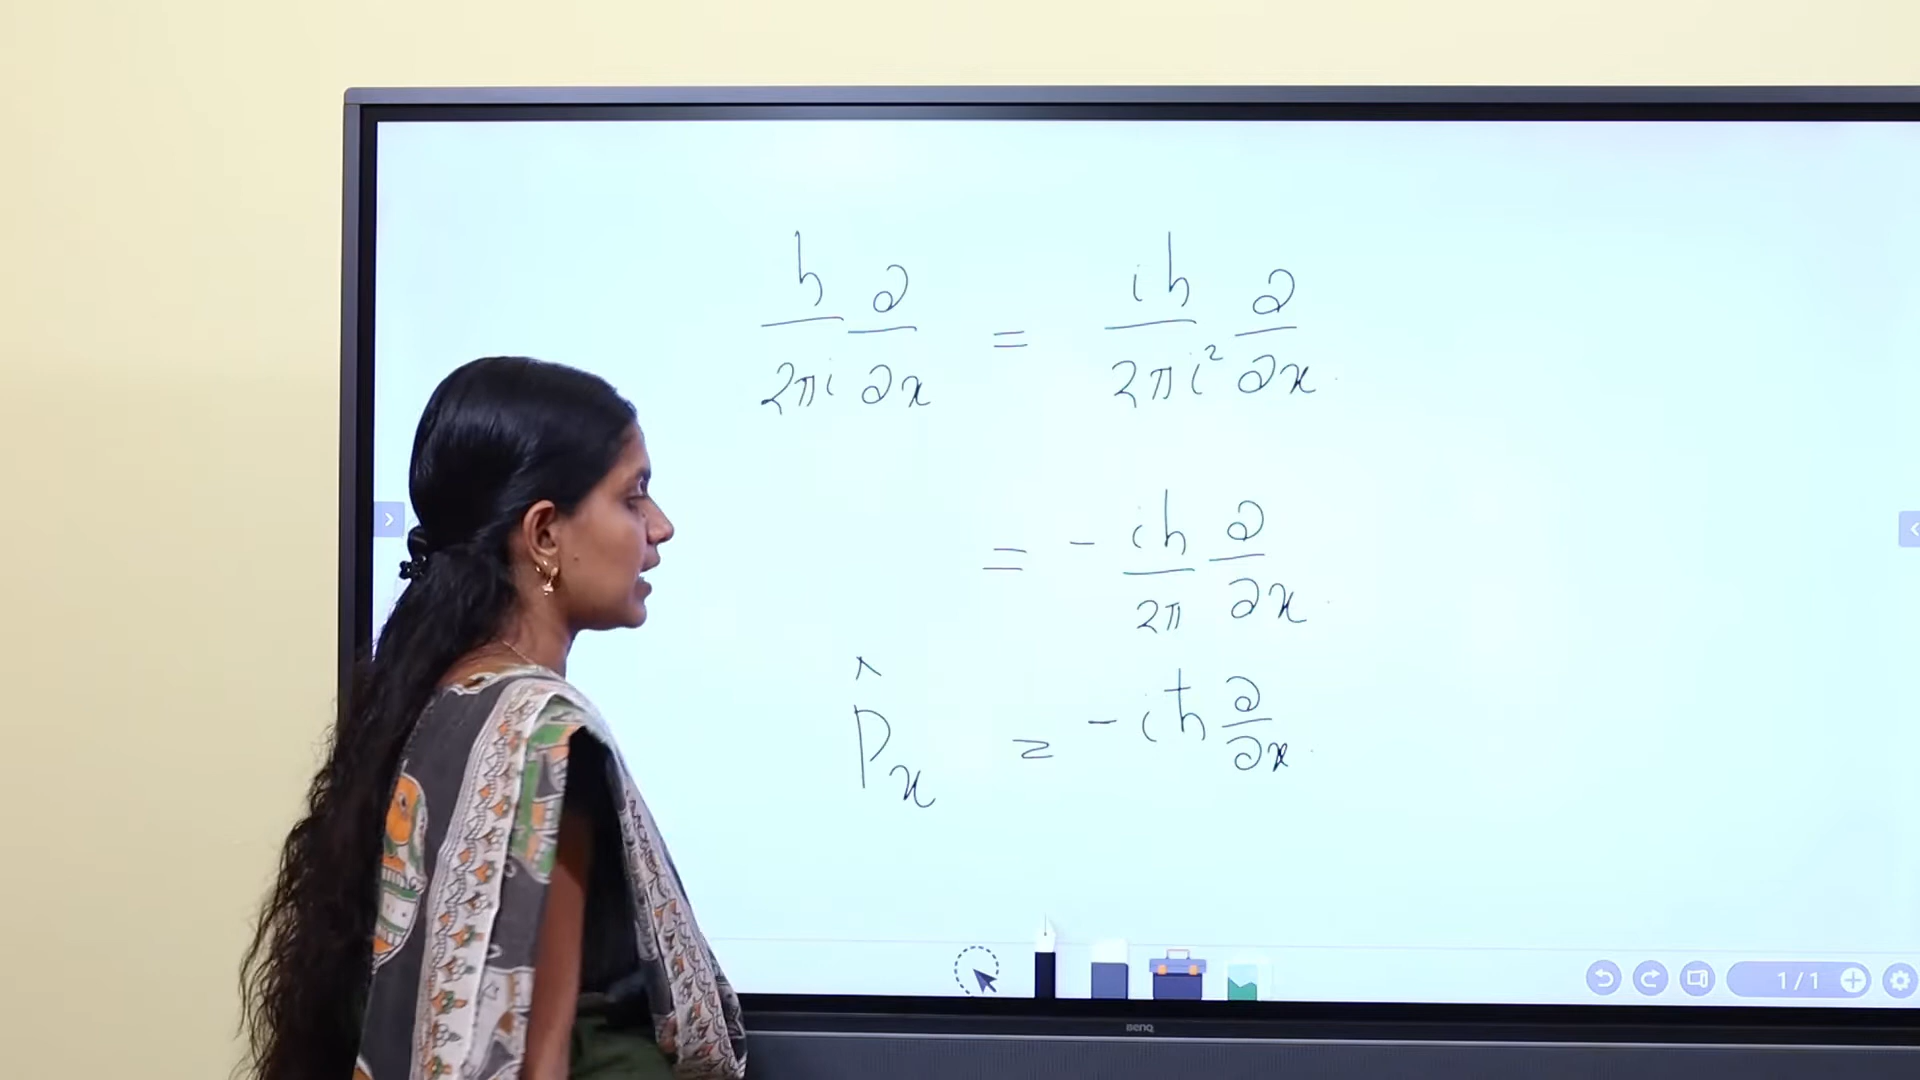 h/2πi ∂/∂x = ih/2πi² ∂/∂x
= - ih/2π ∂/∂x
p̂x = -iħ ∂/∂x
1/1
BenQ